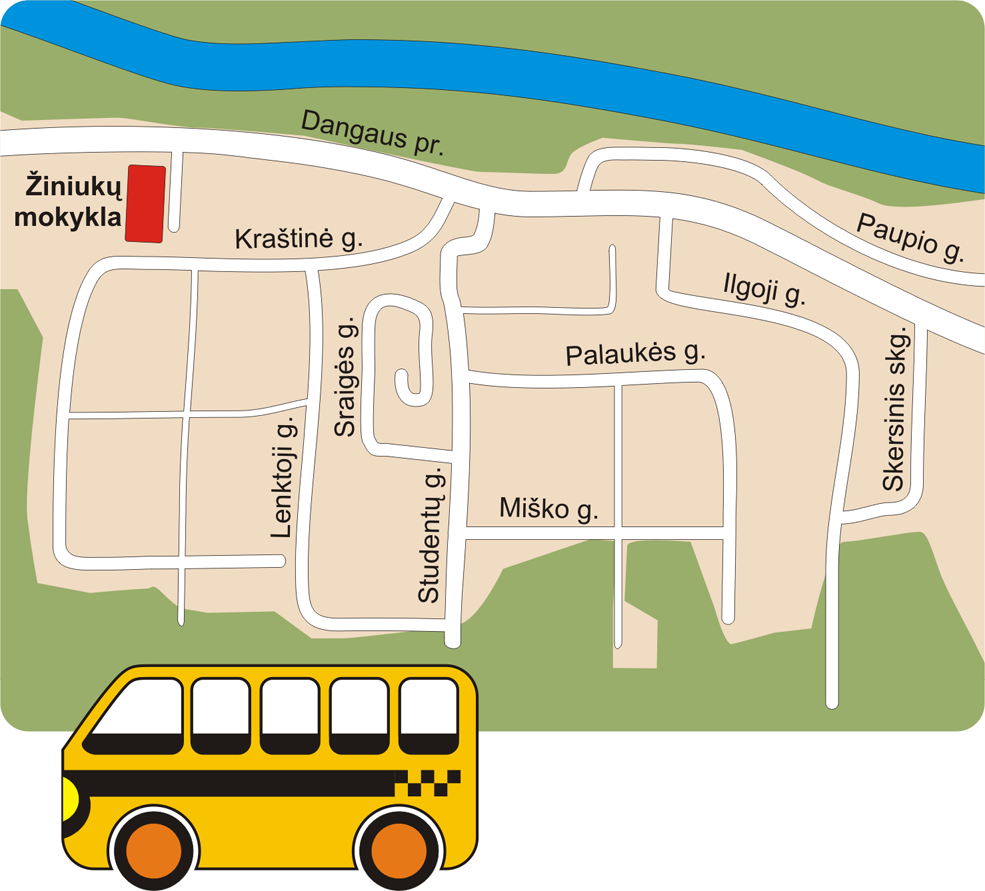 Dangaus pr.
Žiniukų
mokykla
Kraštinė g.
Paupio g.
Ilgoji g.
Sraigės g.
Palaukės g.
Skersinis skg.
Lenktoji g.
Studentų g.
Miško g.